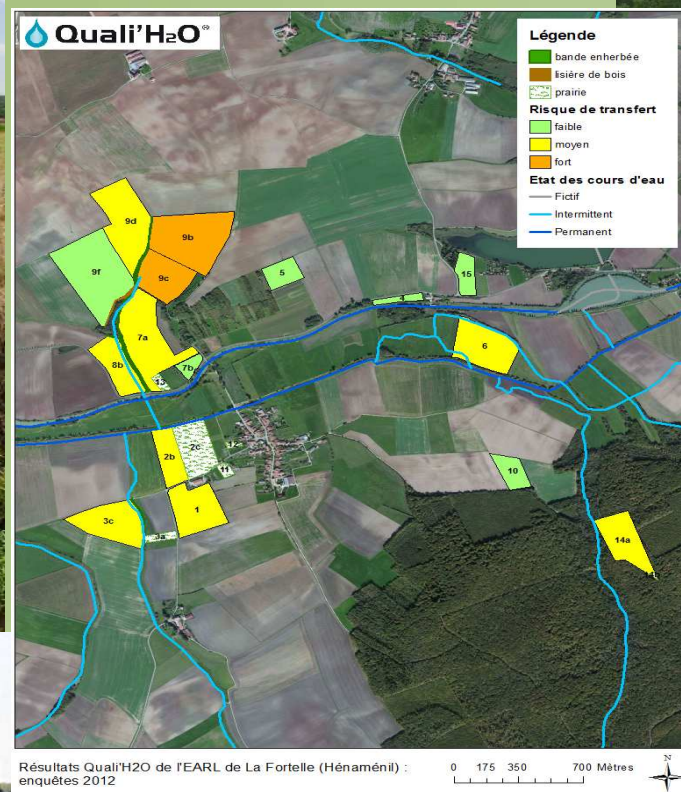 Quali'H₂O®
Légende
bande enherbée
lisière de bois
prairie
Risque de transfert
faible
moyen
fort
Etat des cours d'eau
Fictif
Intermittent
Permanent
9d
9b
9f
9c
5
15
4
7a
6
8b
7b
13
2c
2b
11
10
1
3c
3a
14a
Résultats Quali'H2O de l'EARL de La Fortelle (Hénaménil) :
enquêtes 2012
0 175 350 700 Mètres
N